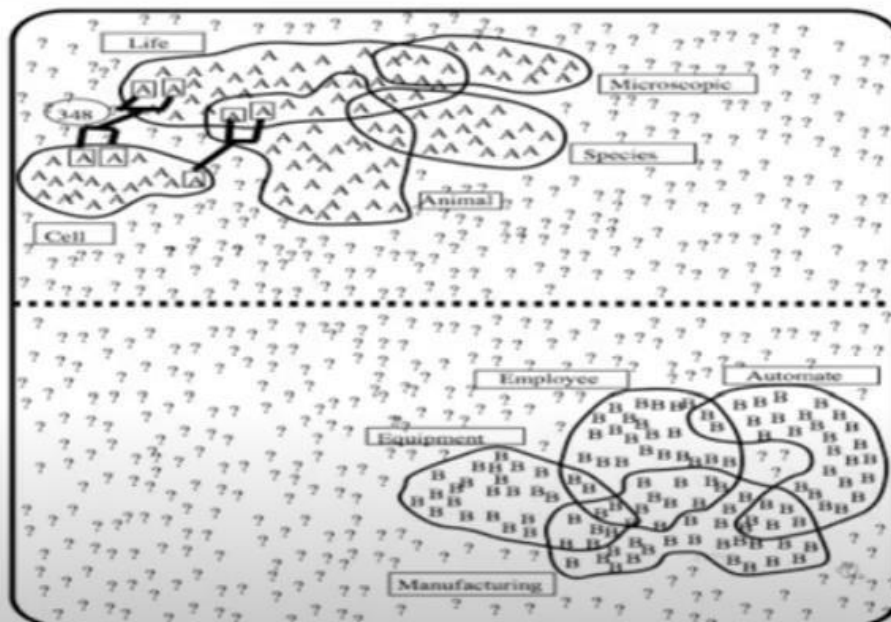 Life
Microscopic
348
Species
Animal
Cell
Employee
Automate
Equipment
Manufacturing